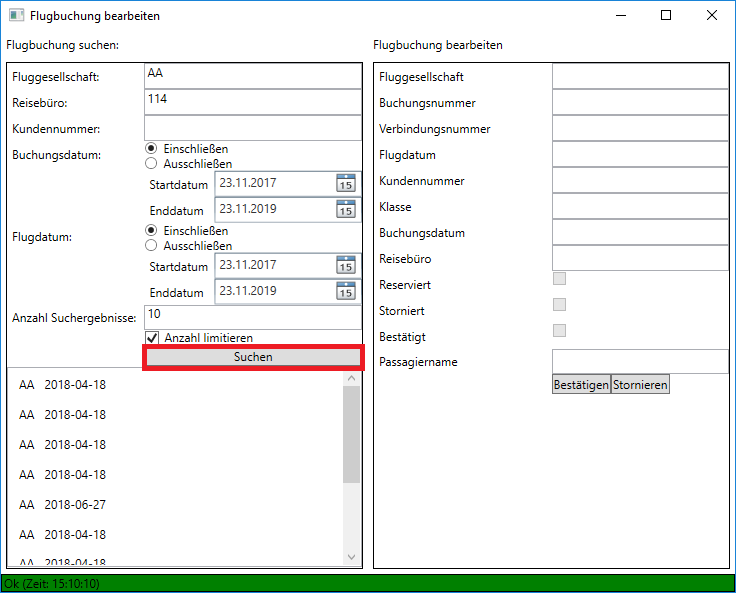 Flugbuchung bearbeiten
Flugbuchung suchen:
Fluggesellschaft: AA
Reisebüro: 114
Kundennummer:
Buchungsdatum: Einschließen
Ausschließen
Startdatum 23.11.2017 15
Enddatum 23.11.2019 15
Flugdatum: Einschließen
Ausschließen
Startdatum 23.11.2017 15
Enddatum 23.11.2019 15
Anzahl Suchergebnisse: 10
Anzahl limitieren
Suchen
AA 2018-04-18
AA 2018-04-18
AA 2018-04-18
AA 2018-04-18
AA 2018-06-27
AA 2018-04-18
AA 2018-04-18
Flugbuchung bearbeiten
Fluggesellschaft
Buchungsnummer
Verbindungsnummer
Flugdatum
Kundennummer
Klasse
Buchungsdatum
Reisebüro
Reserviert
Storniert
Bestätigt
Passagiername
Bestätigen Stornieren
Ok (Zeit: 15:10:10)